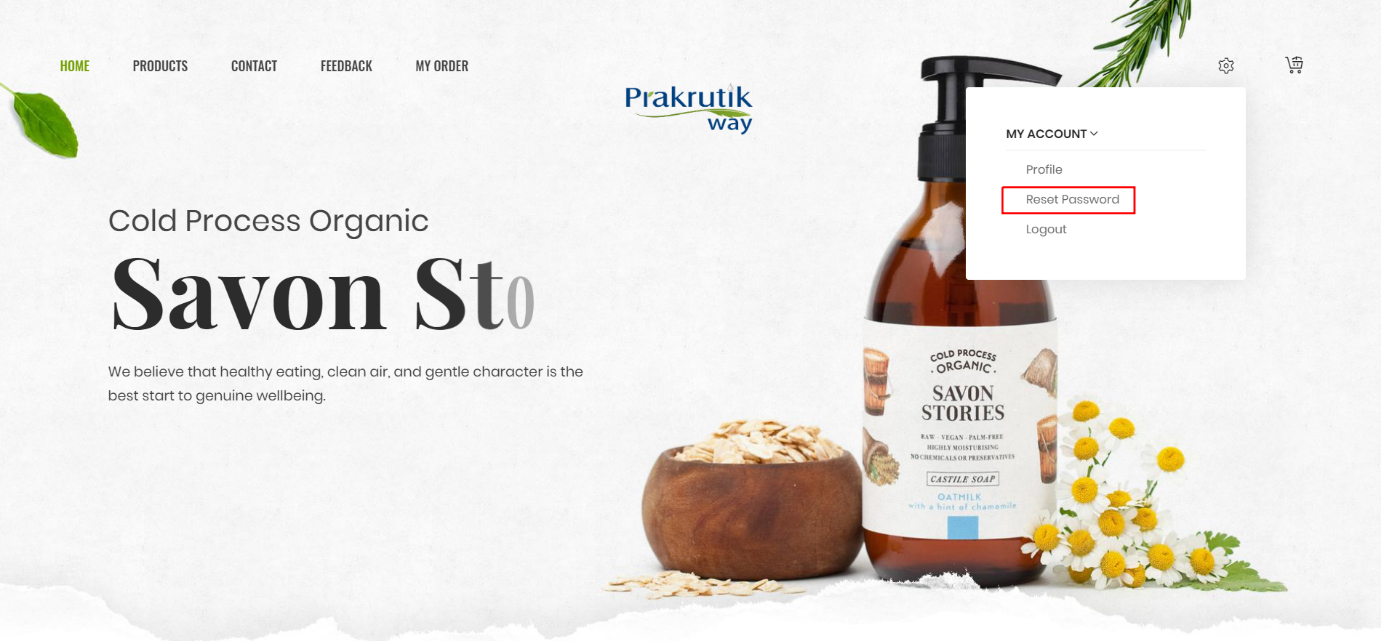 HOME PRODUCTS CONTACT FEEDBACK MY ORDER
Prakrutik
way
MY ACCOUNT
Profile
Reset Password
Logout
Cold Process Organic
Savon Sto
We believe that healthy eating, clean air, and gentle character is the
best start to genuine wellbeing.
COLD PROCESS
· ORGANIC ·
SAVON
STORIES
RAW · VEGAN · PALM-FREE
HIGHLY MOISTURISING
NO CHEMICALS OR PRESERVATIVES
CASTILE SOAP
OATMILK
with a hint of chamomile